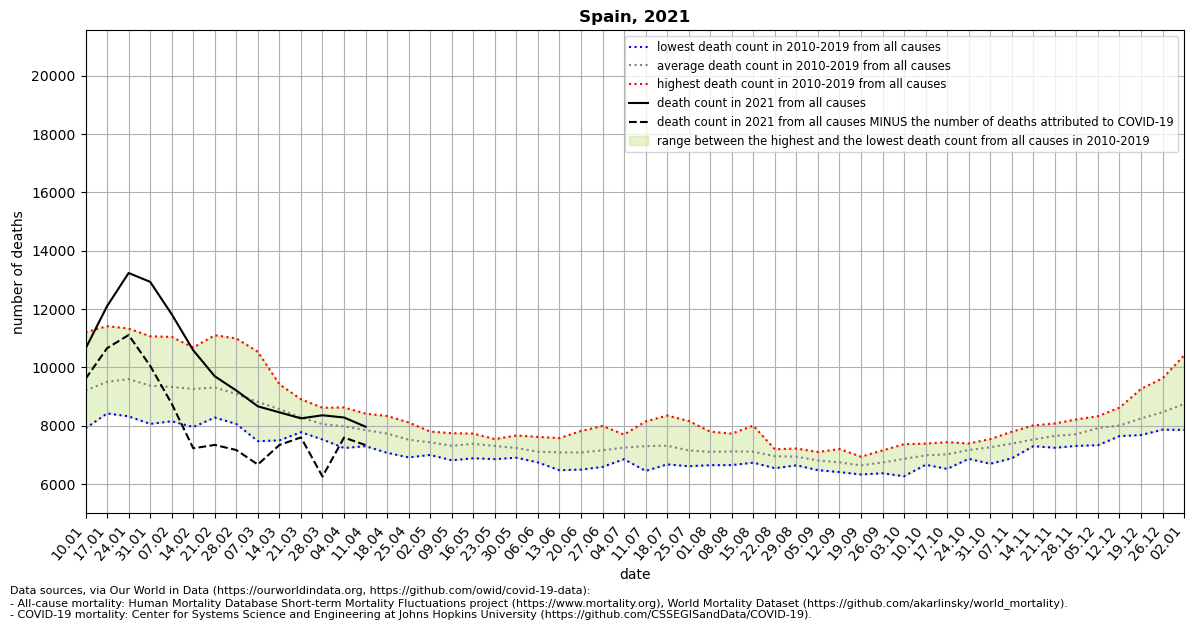 Spain, 2021
lowest death count in 2010-2019 from all causes
average death count in 2010-2019 from all causes
highest death count in 2010-2019 from all causes
death count in 2021 from all causes
death count in 2021 from all causes MINUS the number of deaths attributed to COVID-19
range between the highest and the lowest death count from all causes in 2010-2019
number of deaths
20000
18000
16000
14000
12000
10000
8000
6000
10.01 17.01 24.01 31.01 07.02 14.02 21.02 28.02 07.03 14.03 21.03 28.03 04.04 11.04 18.04 25.04 02.05 09.05 16.05 23.05 30.05 06.06 13.06 20.06 27.06 04.07 11.07 18.07 25.07 01.08 08.08 15.08 22.08 29.08 05.09 12.09 19.09 26.09 03.10 10.10 17.10 24.10 31.10 07.11 14.11 21.11 28.11 05.12 12.12 19.12 26.12 02.01
date
Data sources, via Our World in Data (https://ourworldindata.org, https://github.com/owid/covid-19-data):
- All-cause mortality: Human Mortality Database Short-term Mortality Fluctuations project (https://www.mortality.org), World Mortality Dataset (https://github.com/akarlinsky/world_mortality).
- COVID-19 mortality: Center for Systems Science and Engineering at Johns Hopkins University (https://github.com/CSSEGISandData/COVID-19).